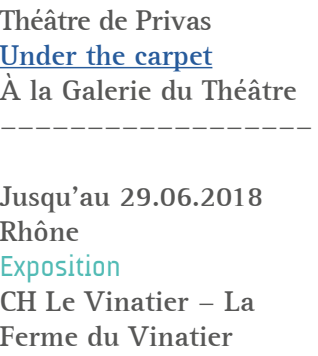 Théâtre de Privas
Under the carpet
À la Galerie du Théâtre
__________________
Jusqu’au 29.06.2018
Rhône
Exposition
CH Le Vinatier – La
Ferme du Vinatier